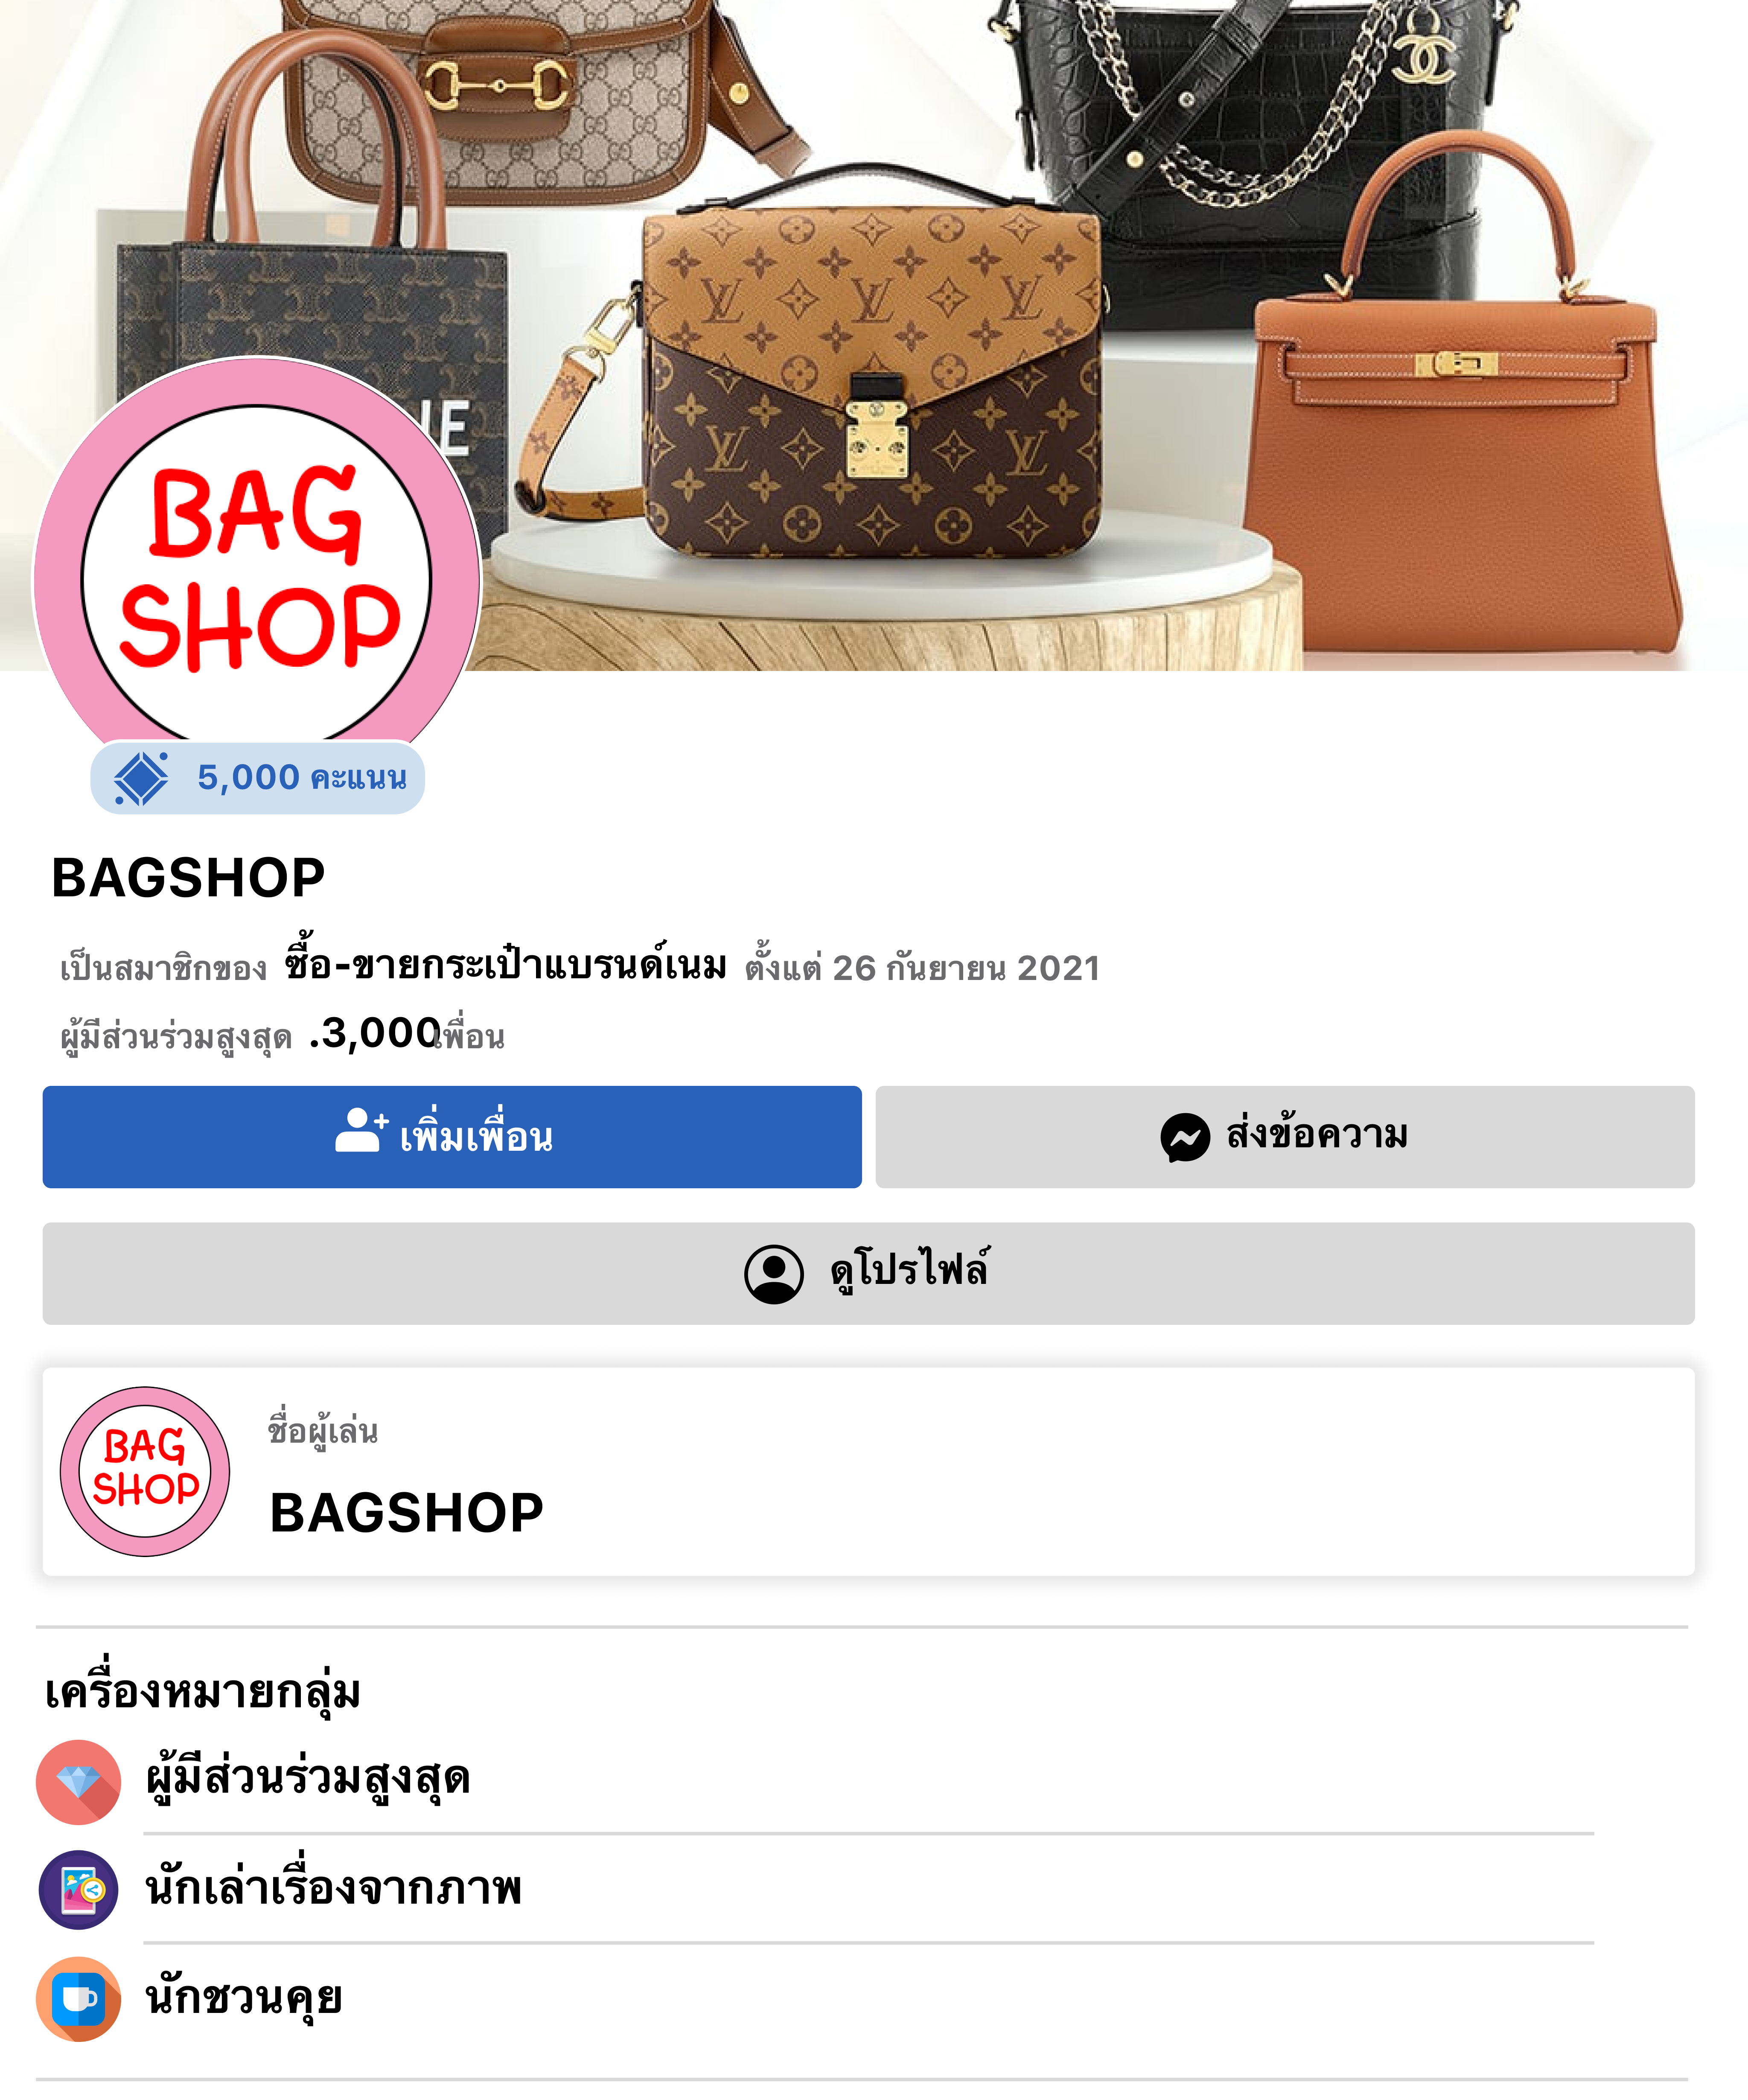 BAG
SHOP
5,000 คะแนน
BAGSHOP
เป็นสมาชิกของ ซื้อ-ขายกระเป๋าแบรนด์เนม ตั้งแต่ 26 กันยายน 2021
ผู้มีส่วนร่วมสูงสุด .3,000เพื่อน
เพิ่มเพื่อน
ส่งข้อความ
ดูโปรไฟล์
BAG
SHOP
ชื่อผู้เล่น
BAGSHOP
เครื่องหมายกลุ่ม
ผู้มีส่วนร่วมสูงสุด
นักเล่าเรื่องจากภาพ
นักชวนคุย